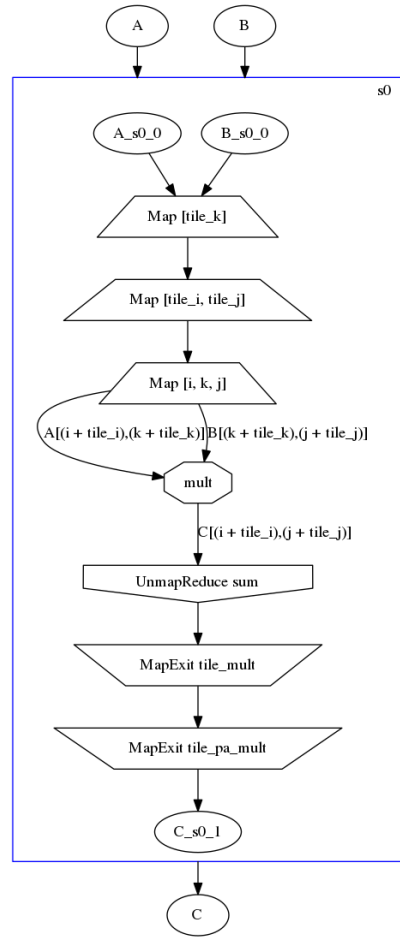 A
B
s0
A_s0_0
B_s0_0
Map [tile_k]
Map [tile_i, tile_j]
Map [i, k, j]
A[(i + tile_i),(k + tile_k)]
B[(k + tile_k),(j + tile_j)]
mult
C[(i + tile_i),(j + tile_j)]
UnmapReduce sum
MapExit tile_mult
MapExit tile_pa_mult
C_s0_1
C